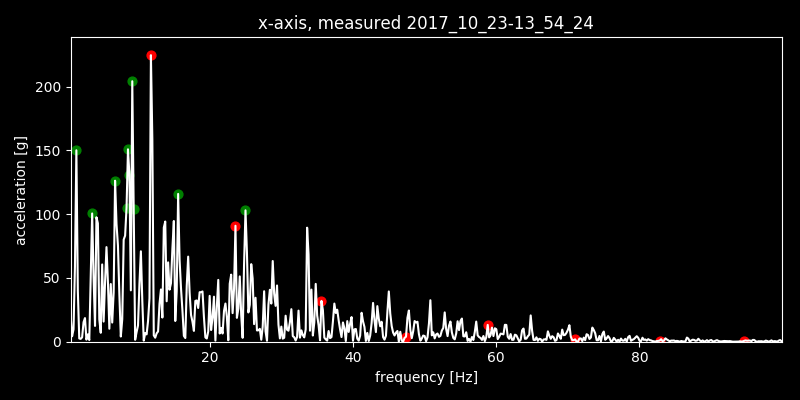 x-axis, measured 2017_10_23-13_54_24
200
150
100
50
0
acceleration [g]
20 40 60 80
frequency [Hz]